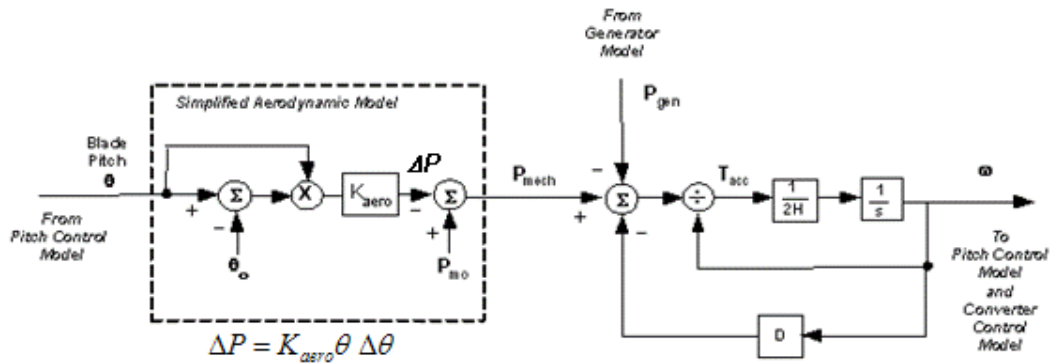 From
Generator
Model
Simplified Aerodynamic Model
P gen
Blade
Pitch
θ
ΔP
P mech
T acc
ω
+
Σ
−
X
K aero
−
Σ
+
−
+
Σ
−
÷
1
2H
1
s
From
Pitch Control
Model
θ o
P mo
To
Pitch Control
Model
and
Converter
Control
Model
D
ΔP = K aero θ Δθ